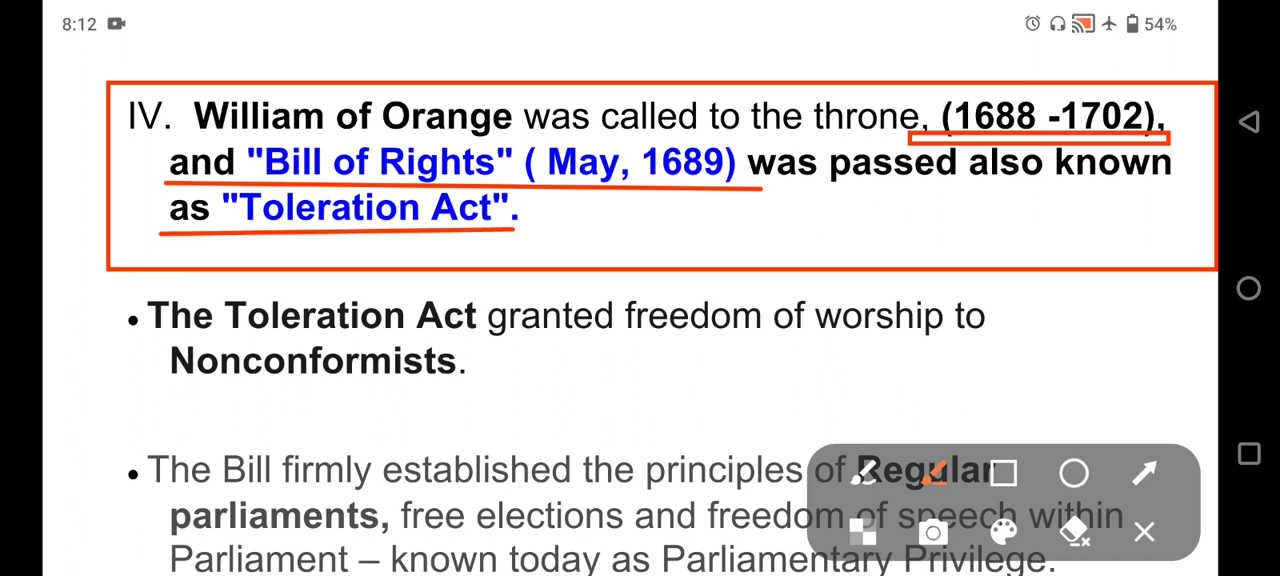 8:12
54%
IV. William of Orange was called to the throne, (1688 -1702),
and "Bill of Rights" ( May, 1689) was passed also known
as "Toleration Act".
• The Toleration Act granted freedom of worship to
Nonconformists.
• The Bill firmly established the principles of Regular
parliaments, free elections and freedom of speech within
Parliament – known today as Parliamentary Privilege.